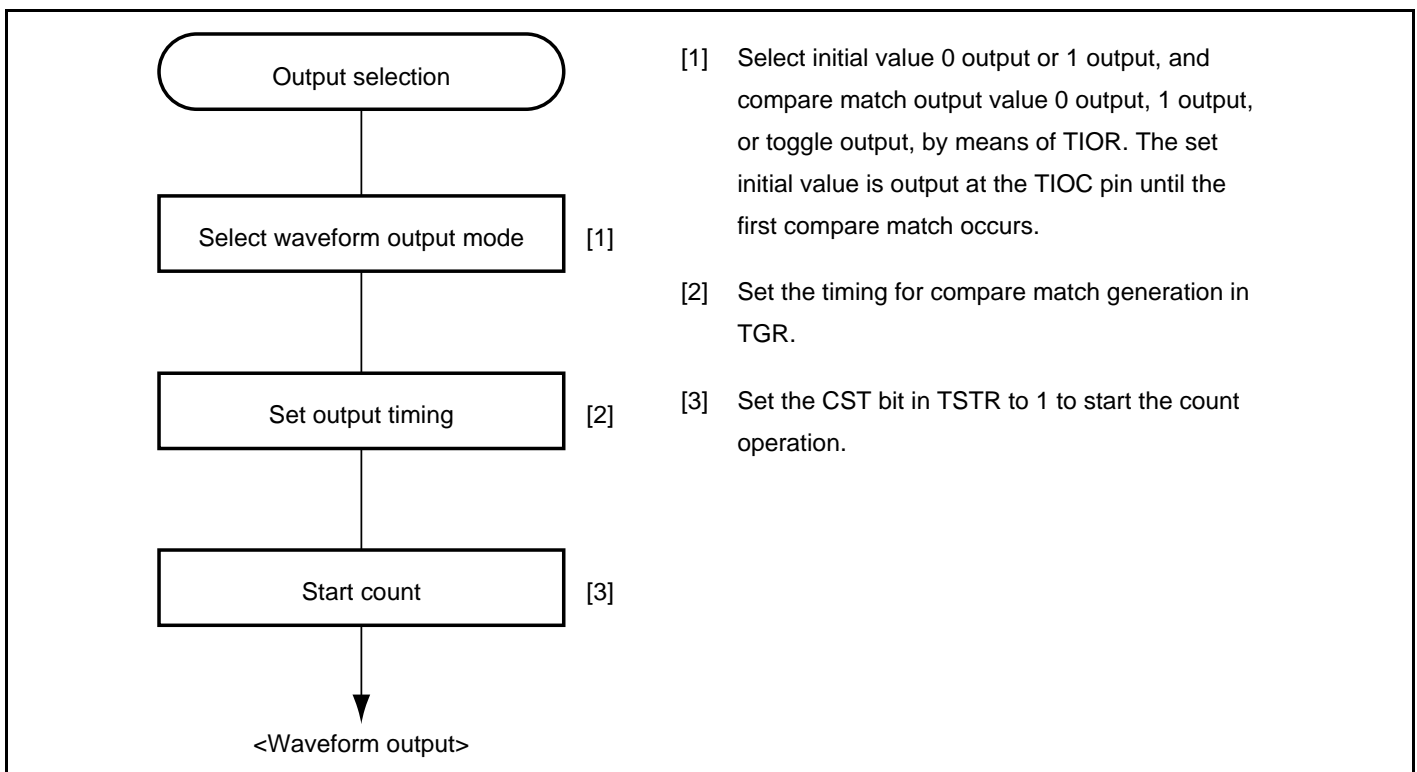 Output selection
Select waveform output mode
[1]
Set output timing
[2]
Start count
[3]
<Waveform output>
[1] Select initial value 0 output or 1 output, and
compare match output value 0 output, 1 output,
or toggle output, by means of TIOR. The set
initial value is output at the TIOC pin until the
first compare match occurs.
[2] Set the timing for compare match generation in
TGR.
[3] Set the CST bit in TSTR to 1 to start the count
operation.